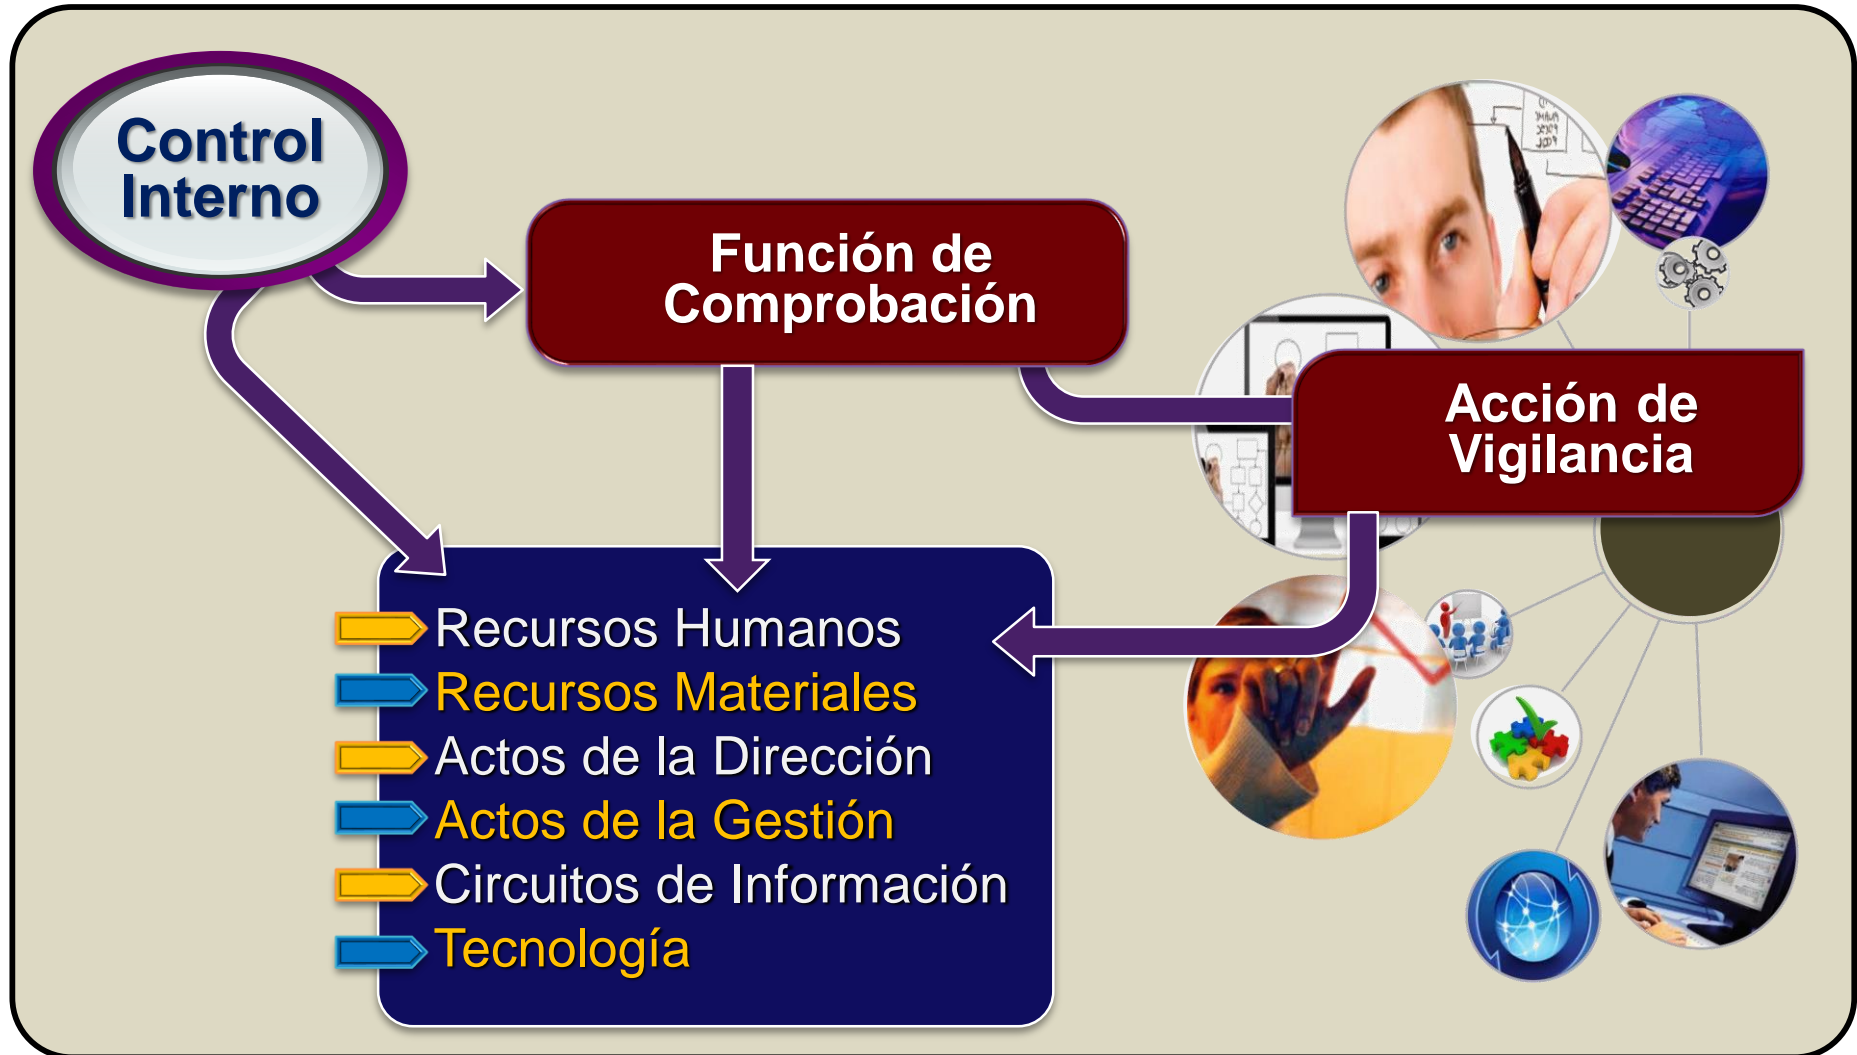 Control
Interno
Función de
Comprobación
Acción de
Vigilancia
Recursos Humanos
Recursos Materiales
Actos de la Dirección
Actos de la Gestión
Circuitos de Información
Tecnología